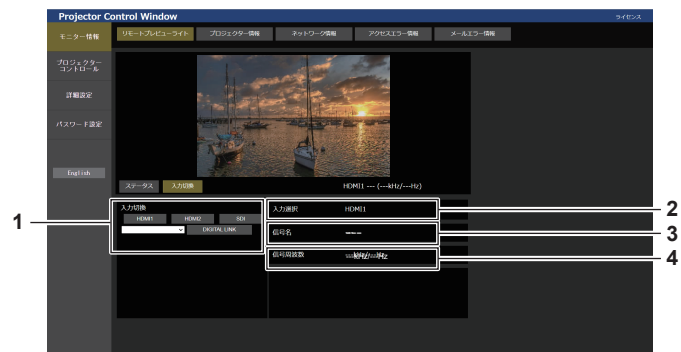 Projector Control Window
ライセンス
モニター情報
リモートプレビューライト
プロジェクター情報
ネットワーク情報
アクセスエラー情報
メールエラー情報
プロジェクター
コントロール
詳細設定
パスワード設定
English
ステータス
入力切換
HDMI1 --- (---kHz/---Hz)
1
入力切換
HDMI1
HDMI2
SDI
DIGITAL LINK
入力選択
HDMI1
2
信号名
---
3
信号周波数
---kHz/---Hz
4